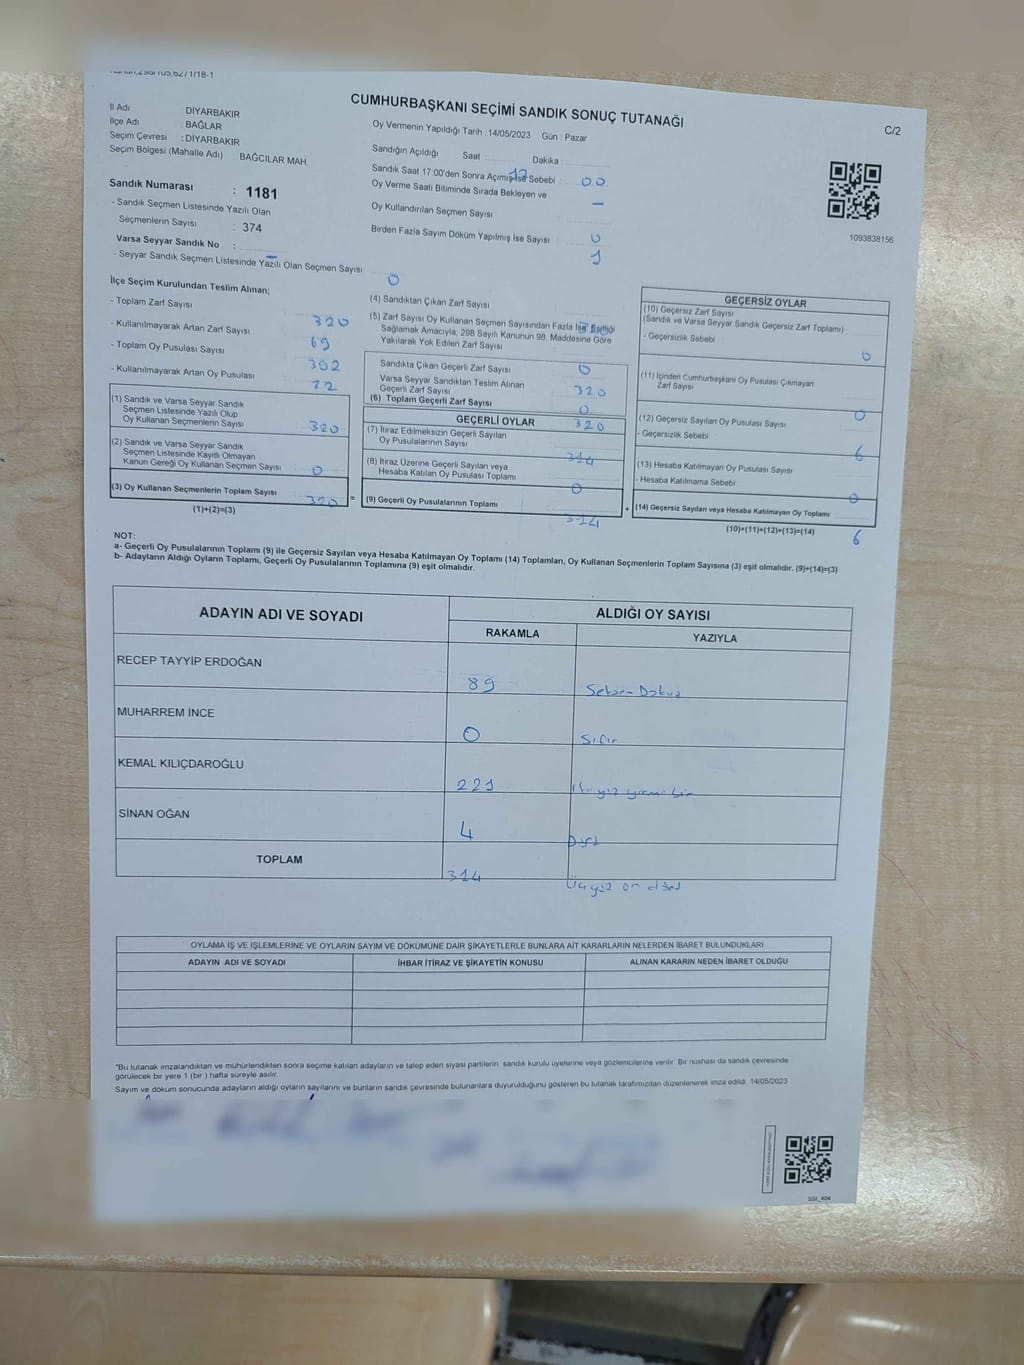 CUMHURBAŞKANI SEÇİMİ SANDIK SONUÇ TUTANAĞI
C/2
İl Adı DİYARBAKIR
İlçe Adı : BAĞLAR
Seçim Çevresi : DİYARBAKIR
Seçim Bölgesi (Mahalle Adı) : BAĞCILAR MAH.
Oy Vermenin Yapıldığı Tarih : 14/05/2023 Gün : Pazar
Sandığın Açıldığı Saat Dakika
Sandık Saat 17:00'den Sonra Açımış İse Sebebi : 00
Oy Verme Saati Bitiminde Sırada Bekleyen ve
Oy Kullandırılan Seçmen Sayısı
Birden Fazla Sayım Döküm Yapılmış İse Sayısı 0
1
1093838156
Sandık Numarası : 1181
- Sandık Seçmen Listesinde Yazılı Olan
Seçmenlerin Sayısı : 374
Varsa Seyyar Sandık No :
- Seyyar Sandık Seçmen Listesinde Yazılı Olan Seçmen Sayısı 0
İlçe Seçim Kurulundan Teslim Alınan;
- Toplam Zarf Sayısı 320
- Kullanılmayarak Artan Zarf Sayısı 69
- Toplam Oy Pusulası Sayısı 392
- Kullanılmayarak Artan Oy Pusulası 72
(1) Sandık ve Varsa Seyyar Sandık
Seçmen Listesinde Yazılı Olup
Oy Kullanan Seçmenlerin Sayısı 320
(2) Sandık ve Varsa Seyyar Sandık
Seçmen Listesinde Kayıtlı Olmayan
Kanun Gereği Oy Kullanan Seçmen Sayısı 0
(3) Oy Kullanan Seçmenlerin Toplam Sayısı 320 =
(1)+(2)=(3)
(4) Sandıktan Çıkan Zarf Sayısı
(5) Zarf Sayısı Oy Kullanan Seçmen Sayısından Fazla İse Eşitliği
Sağlamak Amacıyla, 298 Sayılı Kanunun 98. Maddesine Göre
Yakılarak Yok Edilen Zarf Sayısı
Sandıkta Çıkan Geçerli Zarf Sayısı 0
Varsa Seyyar Sandıktan Teslim Alınan
Geçerli Zarf Sayısı 320
(6) Toplam Geçerli Zarf Sayısı 0
GEÇERLİ OYLAR 320
(7) İtiraz Edilmeksizin Geçerli Sayılan
Oy Pusulalarının Sayısı 314
(8) İtiraz Üzerine Geçerli Sayılan veya
Hesaba Katılan Oy Pusulası Toplamı 0
(9) Geçerli Oy Pusulalarının Toplamı 314 +
GEÇERSİZ OYLAR
(10) Geçersiz Zarf Sayısı
(Sandık ve Varsa Seyyar Sandık Geçersiz Zarf Toplamı)
- Geçersizlik Sebebi : 0
(11) İçinden Cumhurbaşkanı Oy Pusulası Çıkmayan
Zarf Sayısı 0
(12) Geçersiz Sayılan Oy Pusulası Sayısı
- Geçersizlik Sebebi : 6
(13) Hesaba Katılmayan Oy Pusulası Sayısı
- Hesaba Katılmama Sebebi : 0
(14) Geçersiz Sayılan veya Hesaba Katılmayan Oy Toplamı
(10)+(11)+(12)+(13)=(14) 6
NOT:
a- Geçerli Oy Pusulalarının Toplamı (9) ile Geçersiz Sayılan veya Hesaba Katılmayan Oy Toplamı (14) Toplamları, Oy Kullanan Seçmenlerin Toplam Sayısına (3) eşit olmalıdır. (9)+(14)=(3)
b- Adayların Aldığı Oyların Toplamı, Geçerli Oy Pusulalarının Toplamına (9) eşit olmalıdır.
ADAYIN ADI VE SOYADI ALDIĞI OY SAYISI
RAKAMLA YAZIYLA
RECEP TAYYİP ERDOĞAN 89 Seksen Dokuz
MUHARREM İNCE 0 Sıfır
KEMAL KILIÇDAROĞLU 221 iki yüz yirmi bir
SİNAN OĞAN 4 Dört
TOPLAM 314 Üçyüz on dört
OYLAMA İŞ VE İŞLEMLERİNE VE OYLARIN SAYIM VE DÖKÜMÜNE DAİR ŞİKAYETLERLE BUNLARA AİT KARARLARIN NELERDEN İBARET BULUNDUKLARI
ADAYIN ADI VE SOYADI İHBAR İTİRAZ VE ŞİKAYETİN KONUSU ALINAN KARARIN NEDEN İBARET OLDUĞU
*Bu tutanak imzalandıktan ve mühürlendikten sonra seçime katılan adayların ve talep eden siyasi partilerin sandık kurulu üyelerine veya gözlemcilerine verilir. Bir nüshası da sandık çevresinde
görülecek bir yere 1 (bir ) hafta süreyle asılır.
Sayım ve döküm sonucunda adayların aldığı oyların sayılarını ve bunların sandık çevresinde bulunanlara duyurulduğunu gösteren bu tutanak tarafımızdan düzenlenerek imza edildi. 14/05/2023
SSI_404